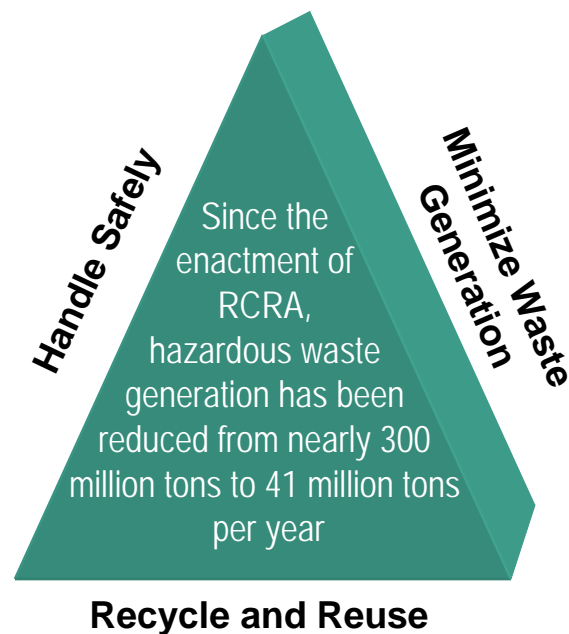 Handle Safely
Minimize Waste
Generation
Since the
enactment of
RCRA,
hazardous waste
generation has been
reduced from nearly 300
million tons to 41 million tons
per year
Recycle and Reuse